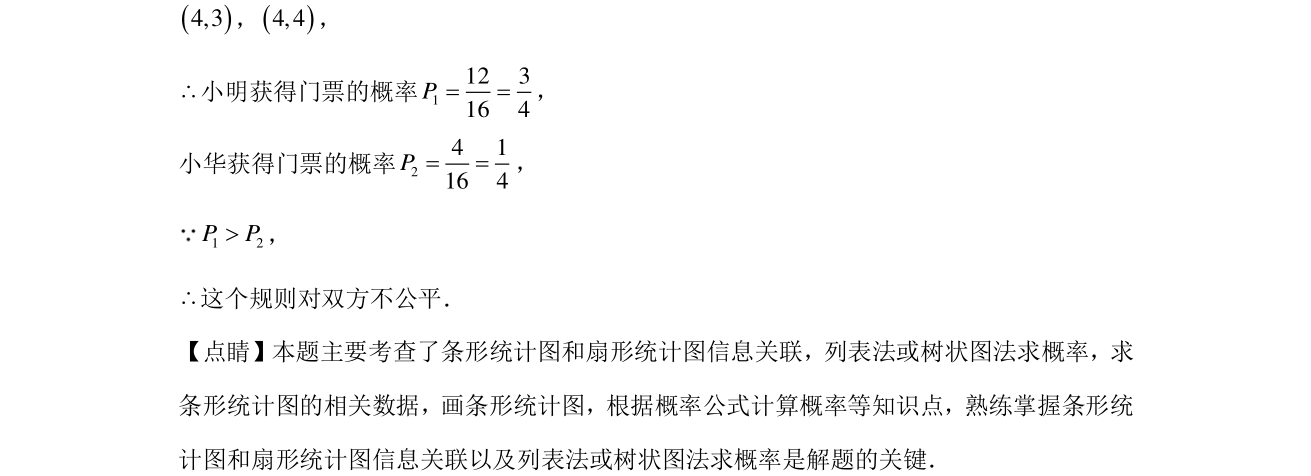 (4,3)，(4,4)，
∴小明获得门票的概率P₁ = 12/16 = 3/4，
小华获得门票的概率P₂ = 4/16 = 1/4，
∵P₁ > P₂，
∴这个规则对双方不公平．
【点睛】本题主要考查了条形统计图和扇形统计图信息关联，列表法或树状图法求概率，求
条形统计图的相关数据，画条形统计图，根据概率公式计算概率等知识点，熟练掌握条形统
计图和扇形统计图信息关联以及列表法或树状图法求概率是解题的关键．